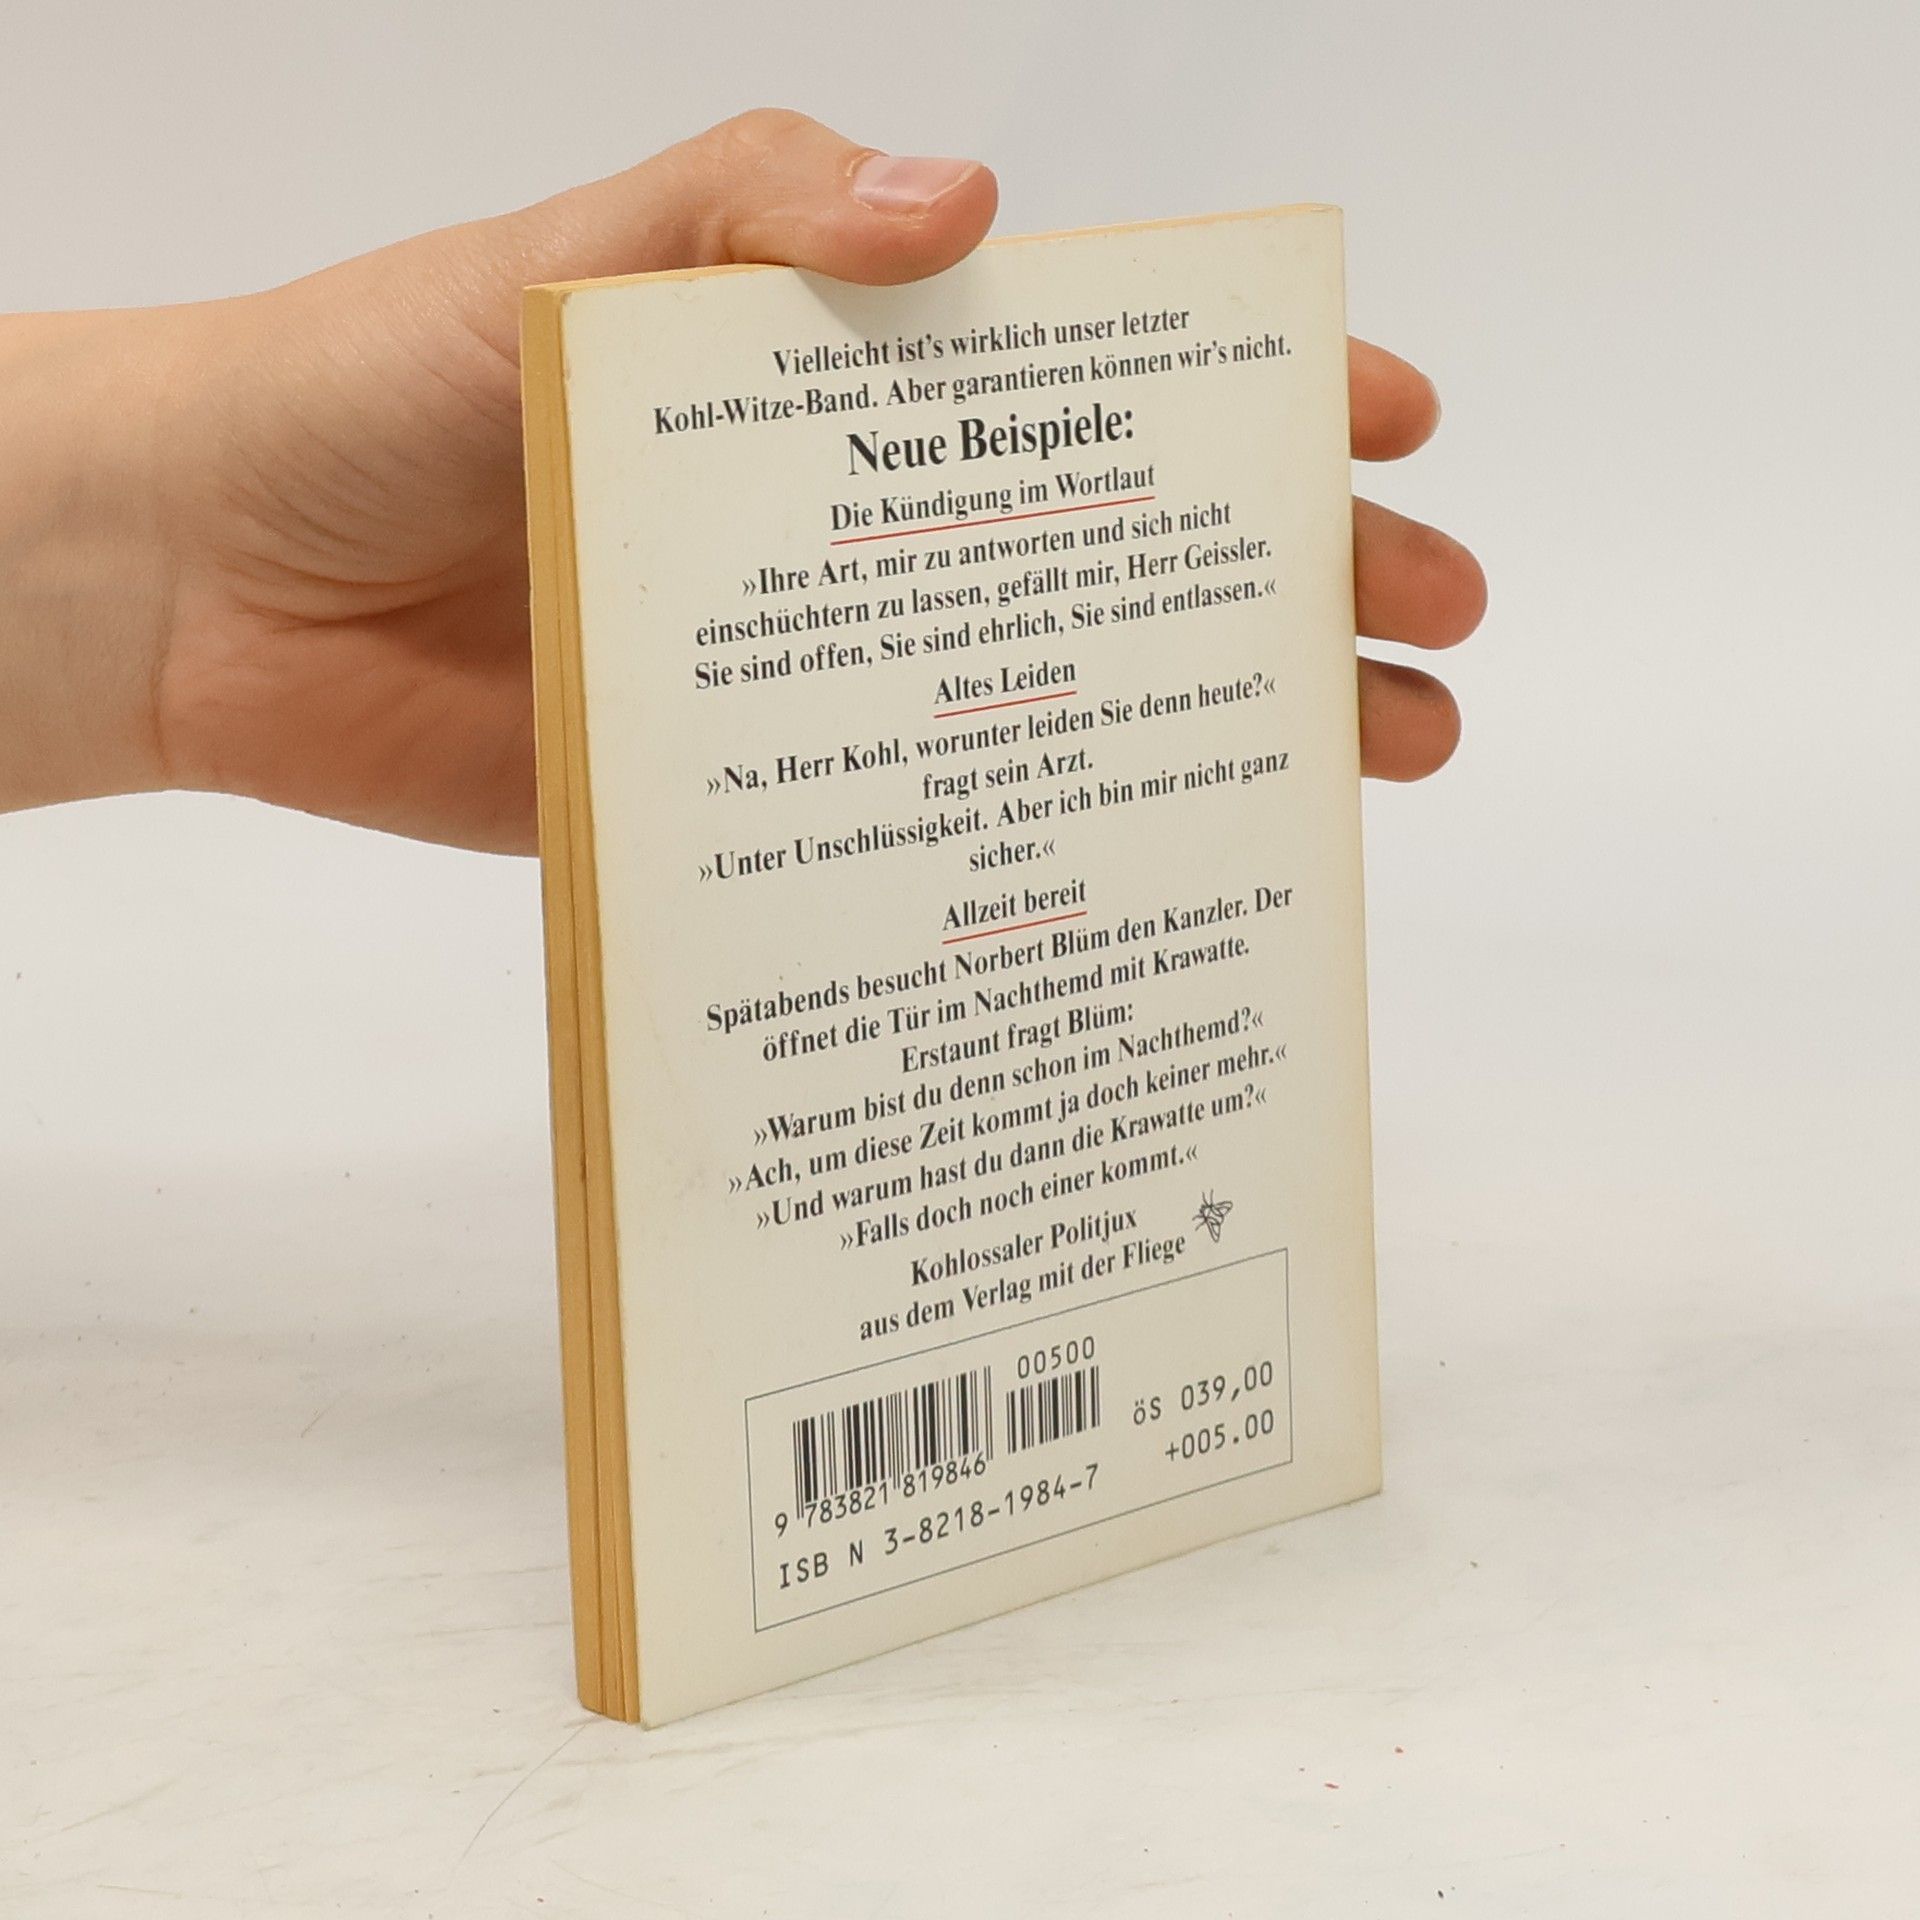 Vielleicht ist's wirklich unser letzter
Kohl-Witze-Band. Aber garantieren können wir's nicht.
Neue Beispiele:
Die Kündigung im Wortlaut
»Ihre Art, mir zu antworten und sich nicht
einschüchtern zu lassen, gefällt mir, Herr Geissler.
Sie sind offen, Sie sind ehrlich, Sie sind entlassen.«
Altes Leiden
»Na, Herr Kohl, worunter leiden Sie denn heute?«
fragt sein Arzt.
»Unter Unschlüssigkeit. Aber ich bin mir nicht ganz
sicher.«
Allzeit bereit
Spätabends besucht Norbert Blüm den Kanzler. Der
öffnet die Tür im Nachthemd mit Krawatte.
Erstaunt fragt Blüm:
»Warum bist du denn schon im Nachthemd?«
»Ach, um diese Zeit kommt ja doch keiner mehr.«
»Und warum hast du dann die Krawatte um?«
»Falls doch noch einer kommt.«
Kohlossaler Politjux
aus dem Verlag mit der Fliege
00500
9 783821 819846
öS 039,00
+005.00
ISB N 3-8218-1984-7